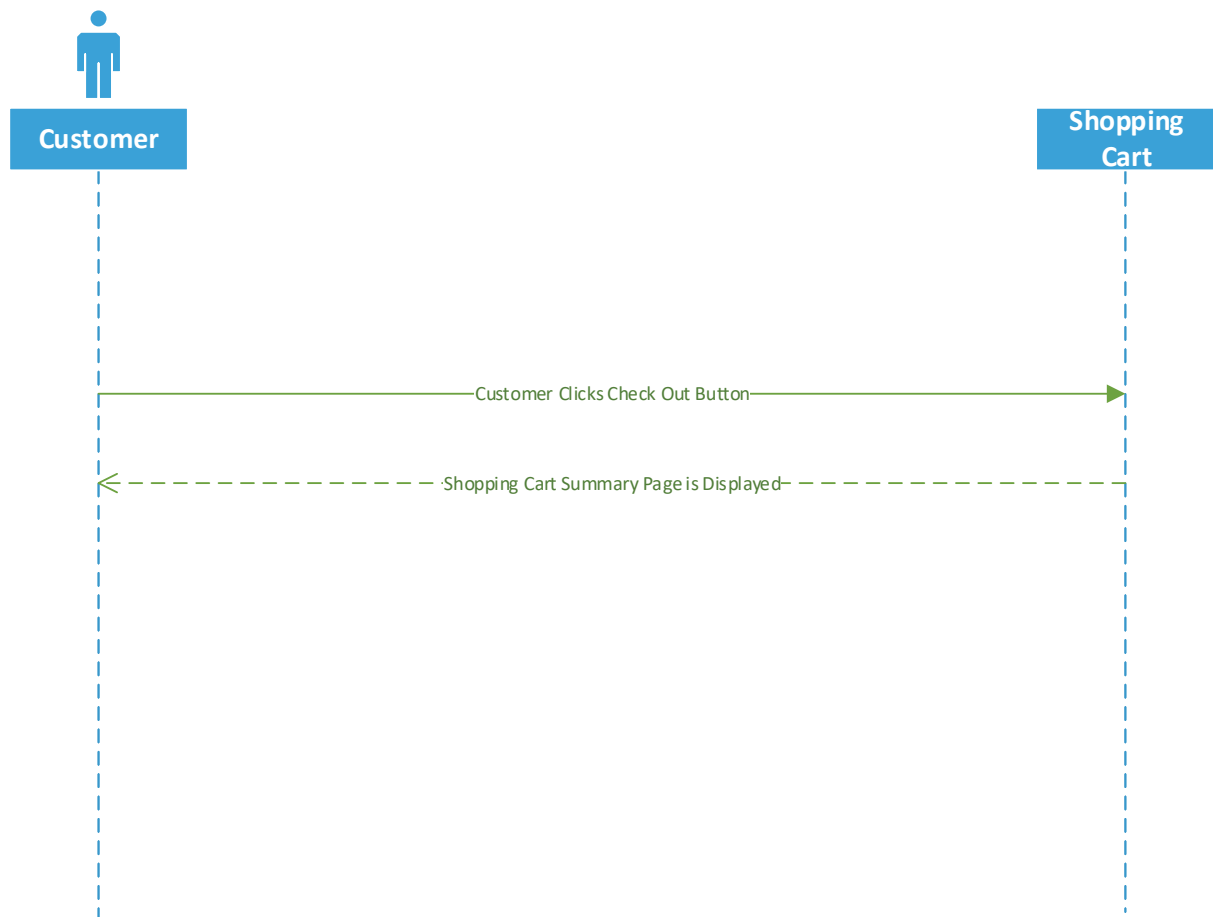 Customer
Shopping
Cart
Customer Clicks Check Out Button
Shopping Cart Summary Page is Displayed